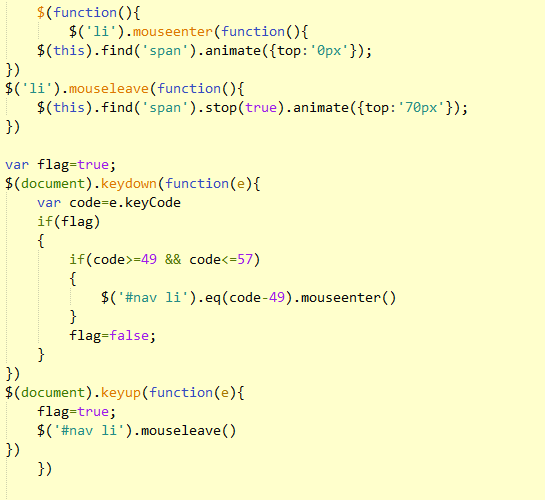 $(function(){
$('li').mouseenter(function(){
$(this).find('span').animate({top:'0px'});
})
$('li').mouseleave(function(){
$(this).find('span').stop(true).animate({top:'70px'});
})
var flag=true;
$(document).keydown(function(e){
var code=e.keyCode
if(flag)
{
if(code>=49 && code<=57)
{
$('#nav li').eq(code-49).mouseenter()
}
flag=false;
}
})
$(document).keyup(function(e){
flag=true;
$('#nav li').mouseleave()
})
})